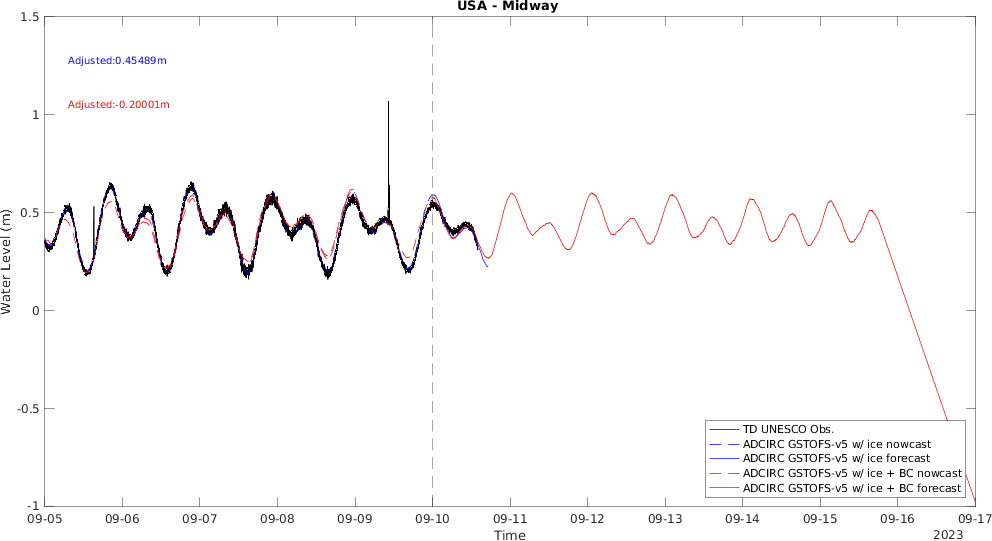 USA - Midway
Adjusted:0.45489m
Adjusted:-0.20001m
Water Level (m)
1.5
1
0.5
0
-0.5
-1
TD UNESCO Obs.
ADCIRC GSTOFS-v5 w/ ice nowcast
ADCIRC GSTOFS-v5 w/ ice forecast
ADCIRC GSTOFS-v5 w/ ice + BC nowcast
ADCIRC GSTOFS-v5 w/ ice + BC forecast
09-05 09-06 09-07 09-08 09-09 09-10 09-11 09-12 09-13 09-14 09-15 09-16 09-17
Time
2023